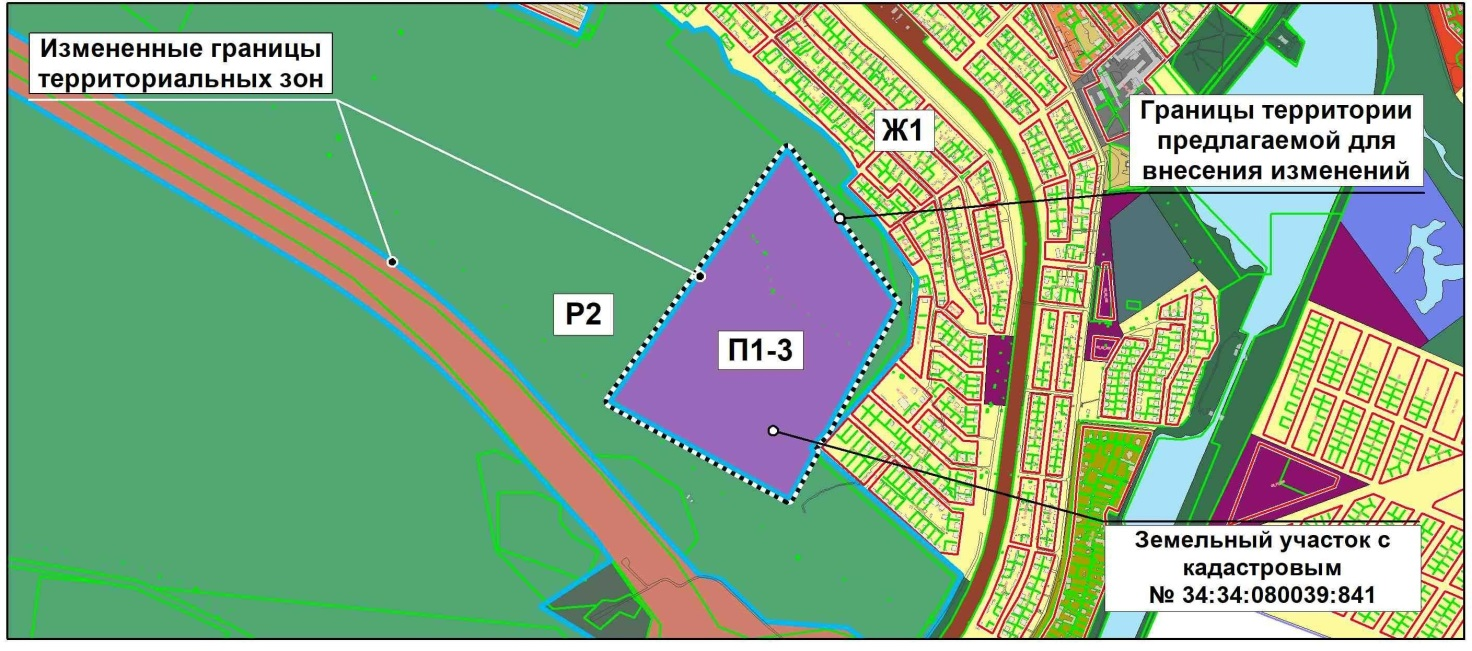 Измененные границы
территориальных зон
Ж1
Границы территории
предлагаемой для
внесения изменений
Р2
П1-3
Земельный участок с
кадастровым
№ 34:34:080039:841